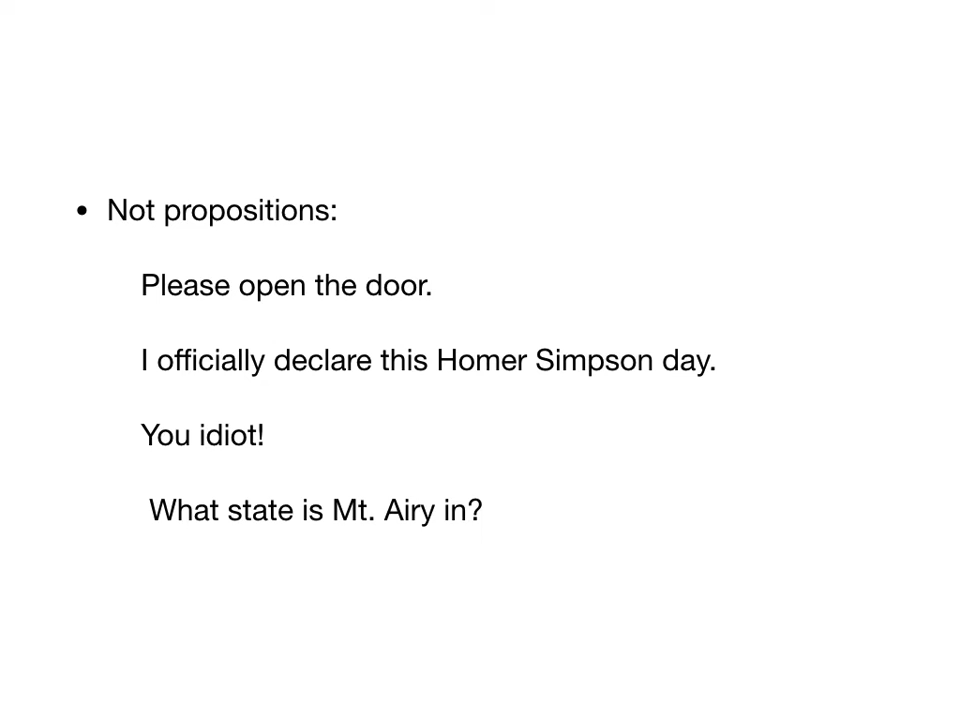 • Not propositions:
Please open the door.
I officially declare this Homer Simpson day.
You idiot!
What state is Mt. Airy in?